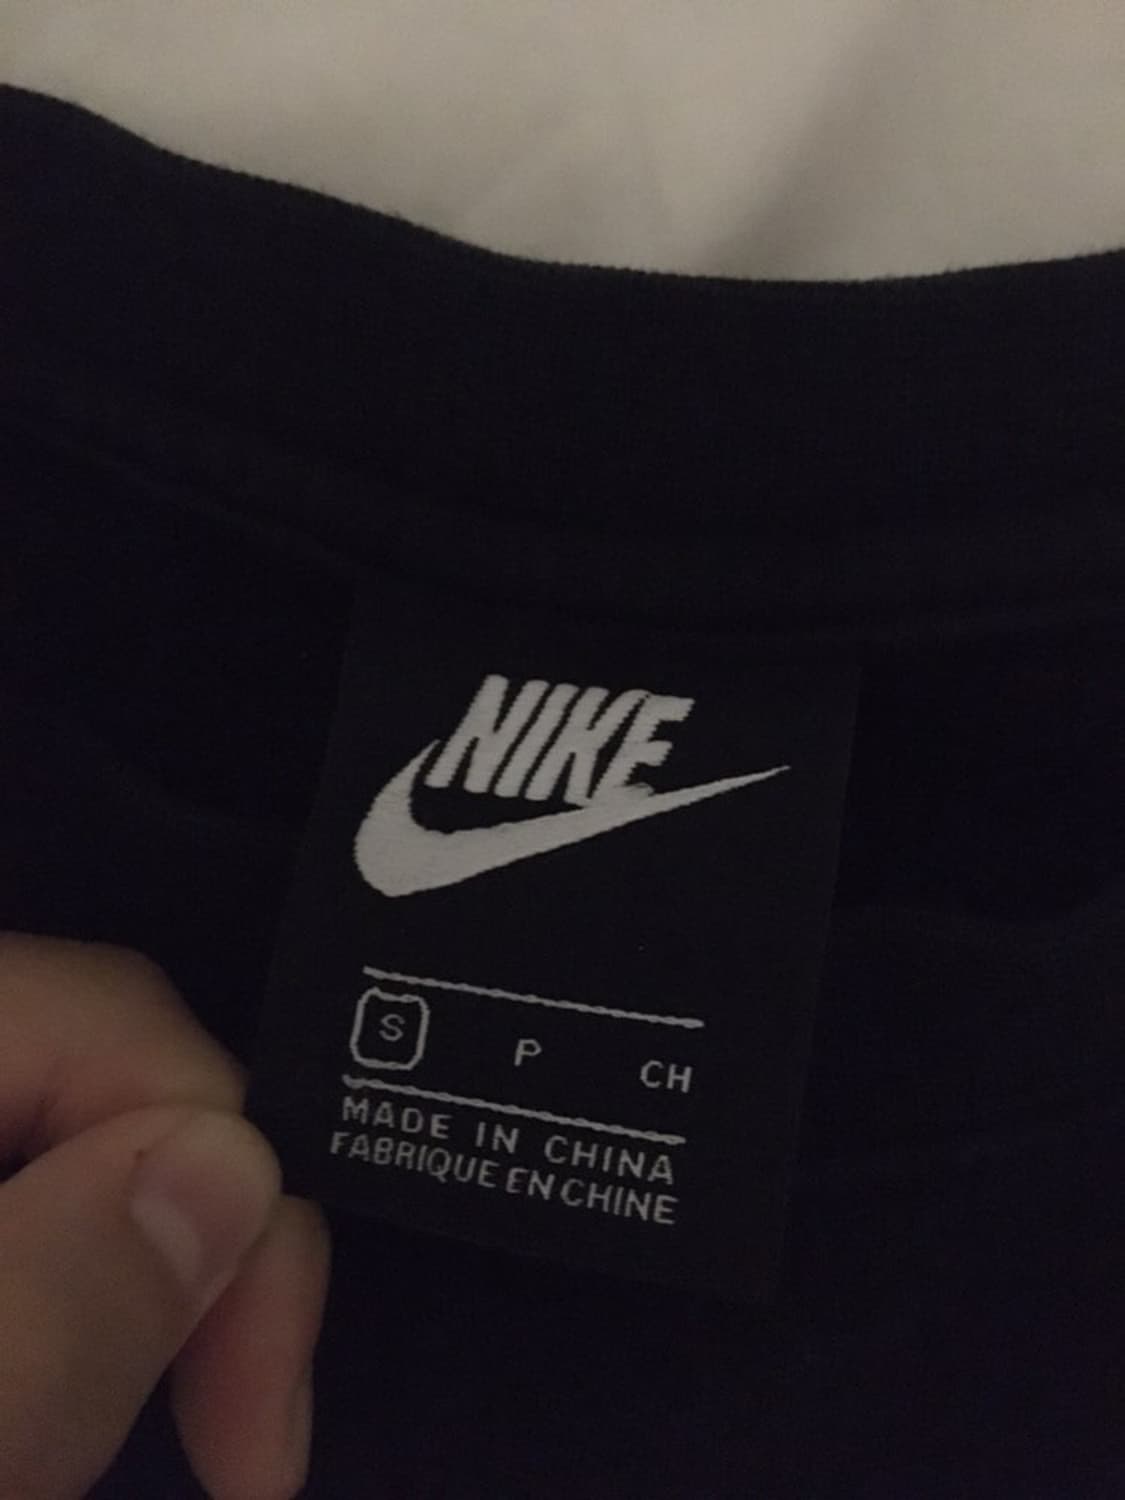 NIKE
S P CH
MADE IN CHINA
FABRIQUE EN CHINE